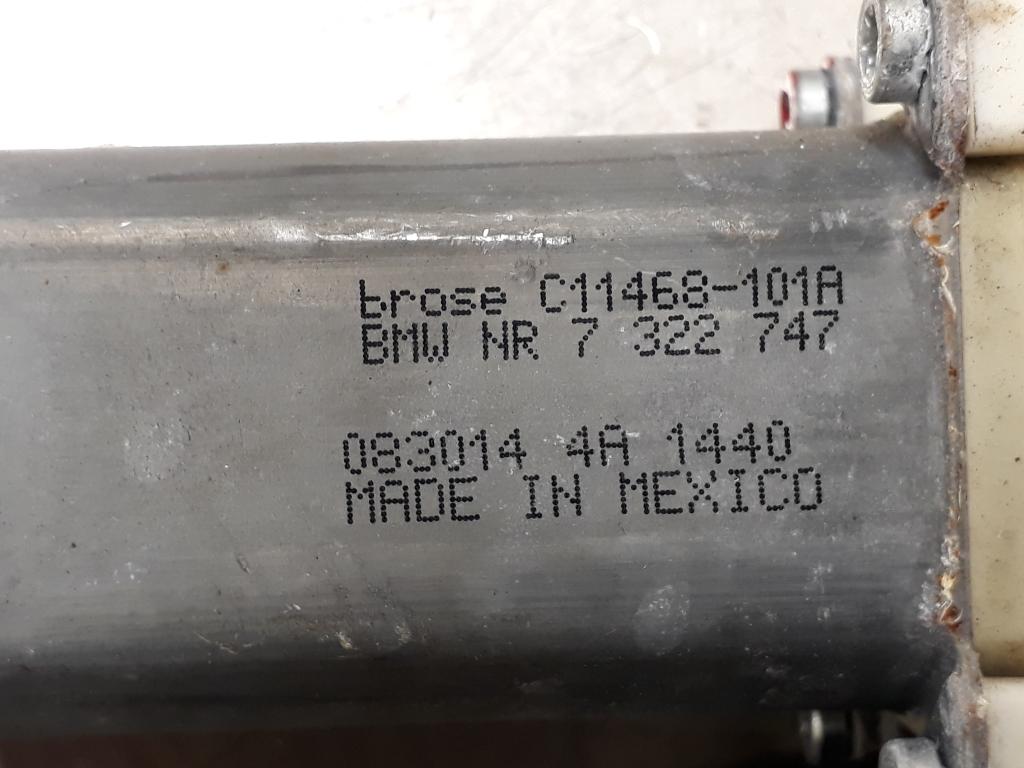 brose C11468-101A
BMW NR 7 322 747
083014 4A 1440
MADE IN MEXICO